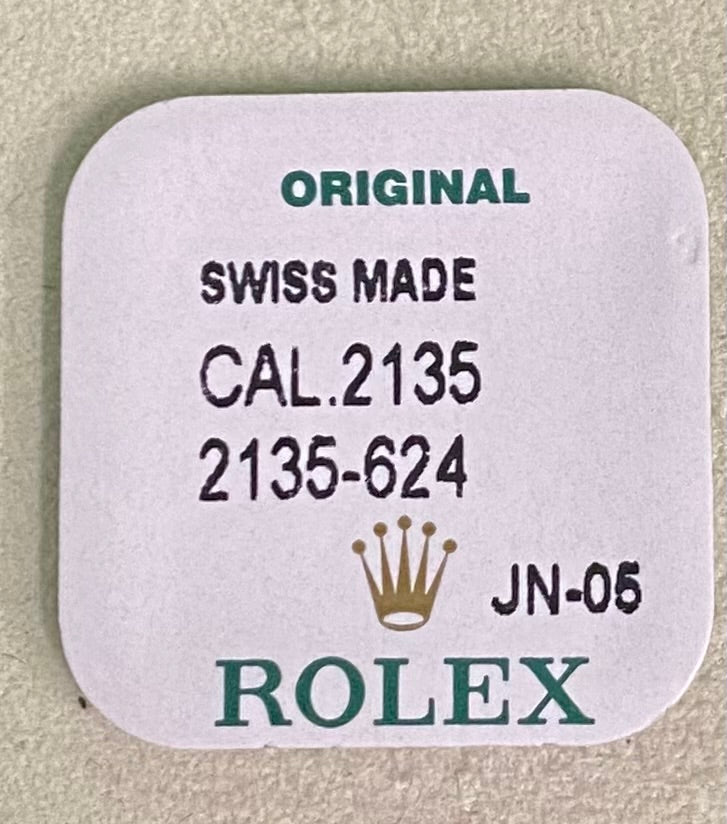 ORIGINAL
SWISS MADE
CAL.2135
2135-624
JN-05
ROLEX